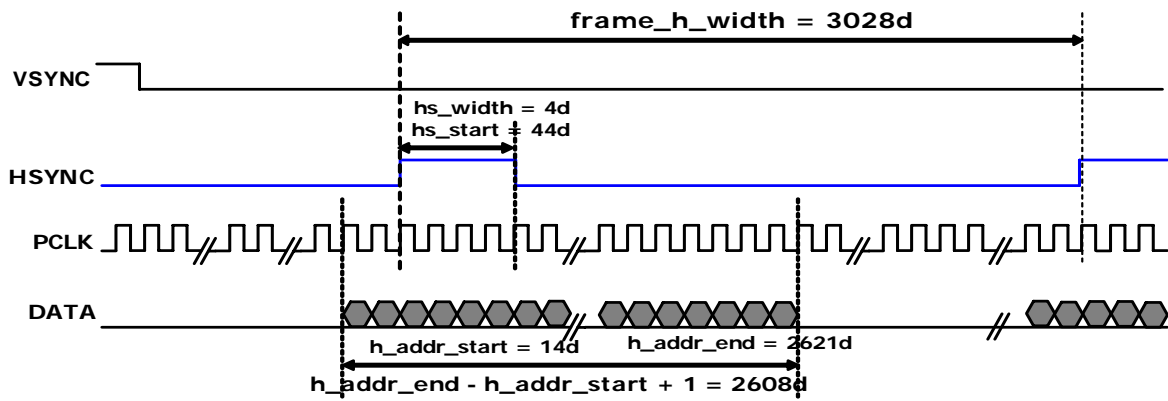 frame_h_width = 3028d
VSYNC
hs_width = 4d
hs_start = 44d
HSYNC
PCLK
DATA
h_addr_start = 14d
h_addr_end = 2621d
h_addr_end - h_addr_start + 1 = 2608d